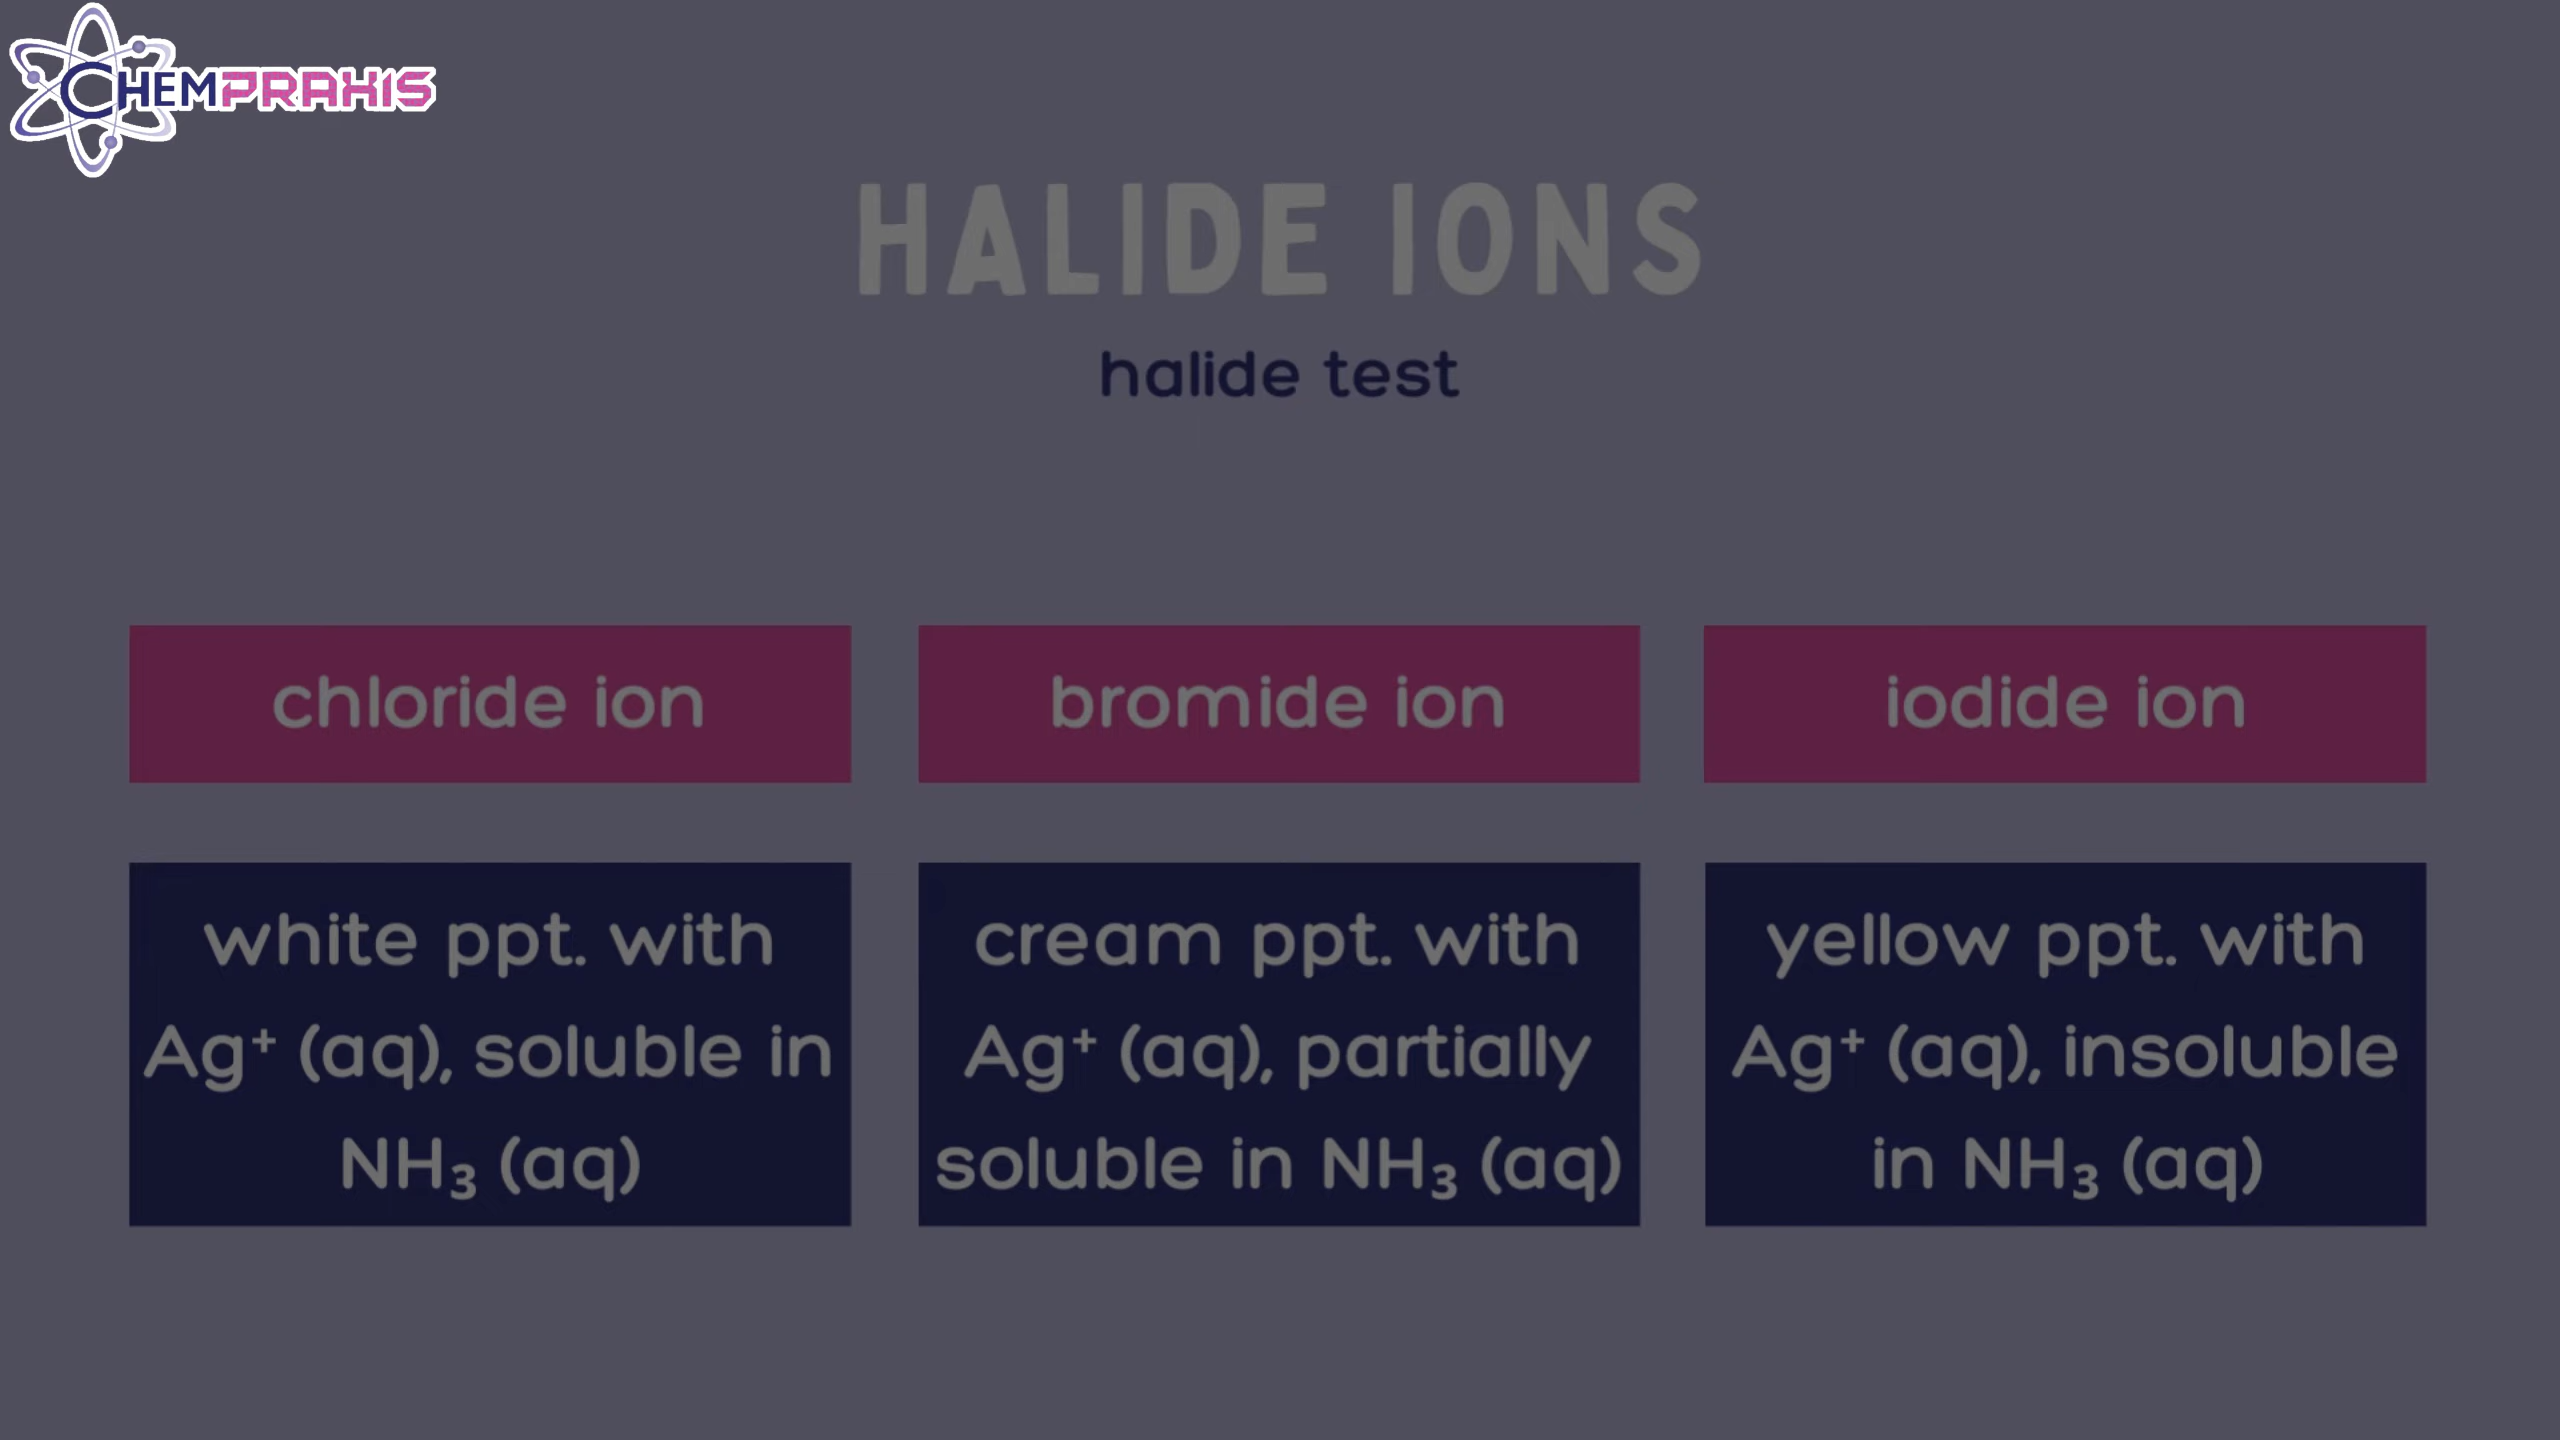 CHEMPRAXIS
HALIDE IONS
halide test
chloride ion
white ppt. with
Ag⁺ (aq), soluble in
NH₃ (aq)
bromide ion
cream ppt. with
Ag⁺ (aq), partially
soluble in NH₃ (aq)
iodide ion
yellow ppt. with
Ag⁺ (aq), insoluble
in NH₃ (aq)